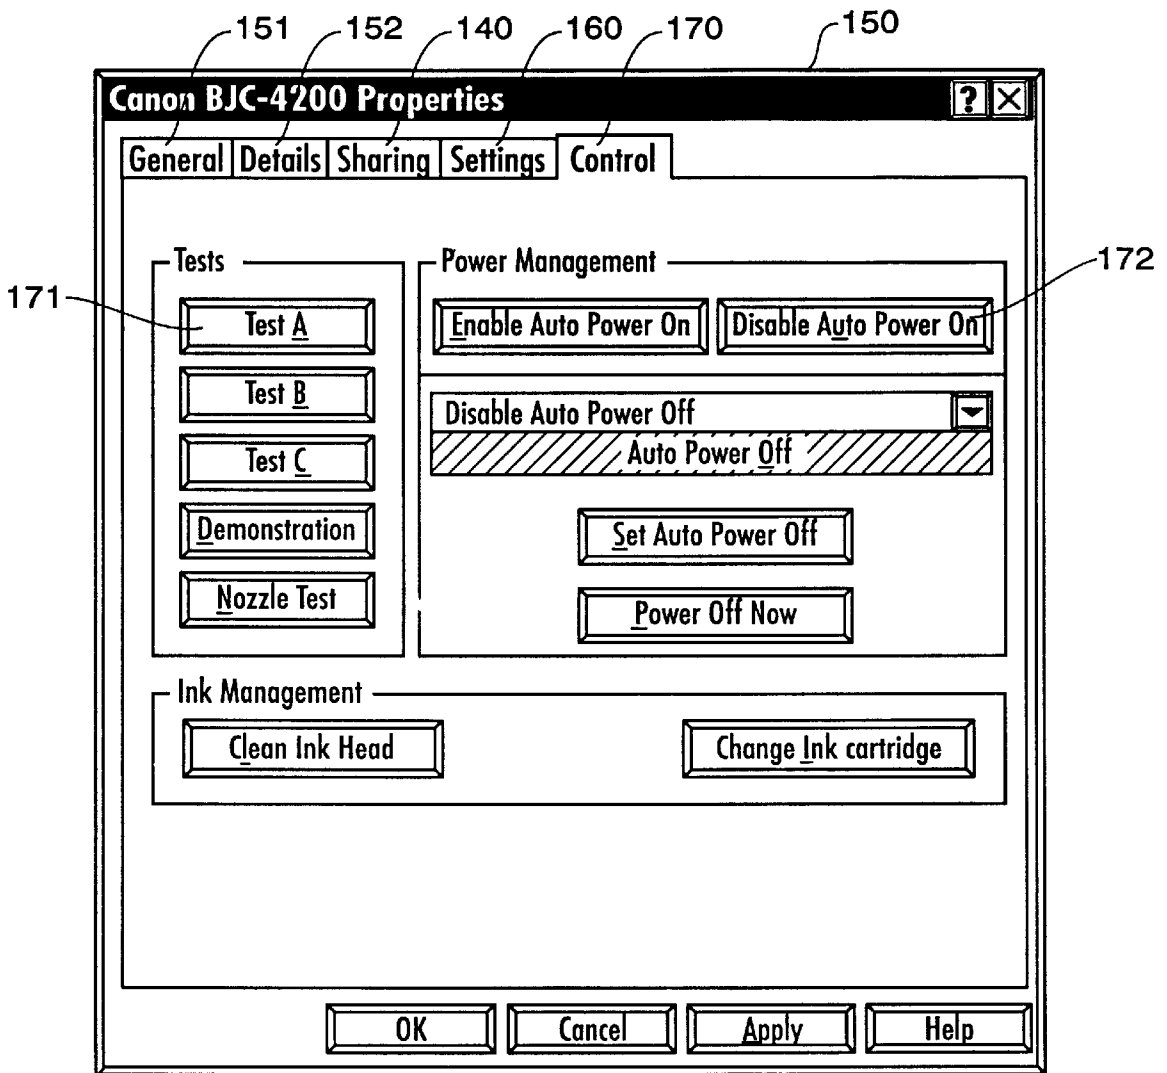 151 152 140 160 170 150
Canon BJC-4200 Properties ?
General Details Sharing Settings Control
Tests
Power Management
172
171
Test A
Enable Auto Power On Disable Auto Power On
Test B
Disable Auto Power Off
Test C
Auto Power Off
Demonstration
Set Auto Power Off
Nozzle Test
Power Off Now
Ink Management
Clean Ink Head Change Ink cartridge
OK Cancel Apply Help